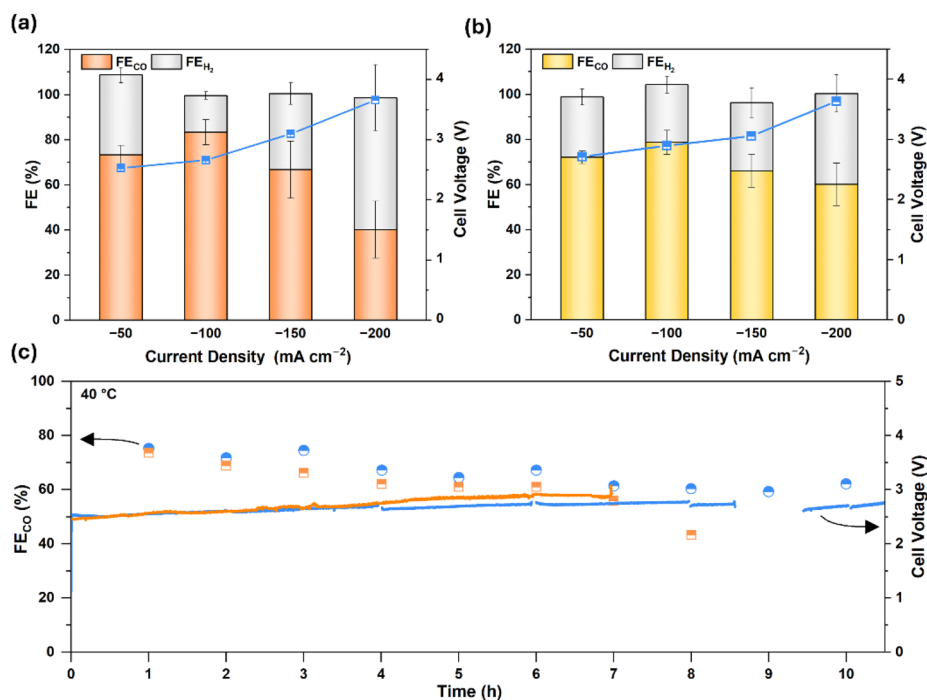 (a)
FE_CO FE_H₂
FE (%)
120
100
80
60
40
20
0
4
3
2
1
0
Cell Voltage (V)
−50 −100 −150 −200
Current Density (mA cm⁻²)
(b)
FE_CO FE_H₂
FE (%)
120
100
80
60
40
20
0
4
3
2
1
0
Cell Voltage (V)
−50 −100 −150 −200
Current Density (mA cm⁻²)
(c)
40 °C
FE_CO (%)
100
80
60
40
20
0
5
4
3
2
1
0
Cell Voltage (V)
0 1 2 3 4 5 6 7 8 9 10
Time (h)